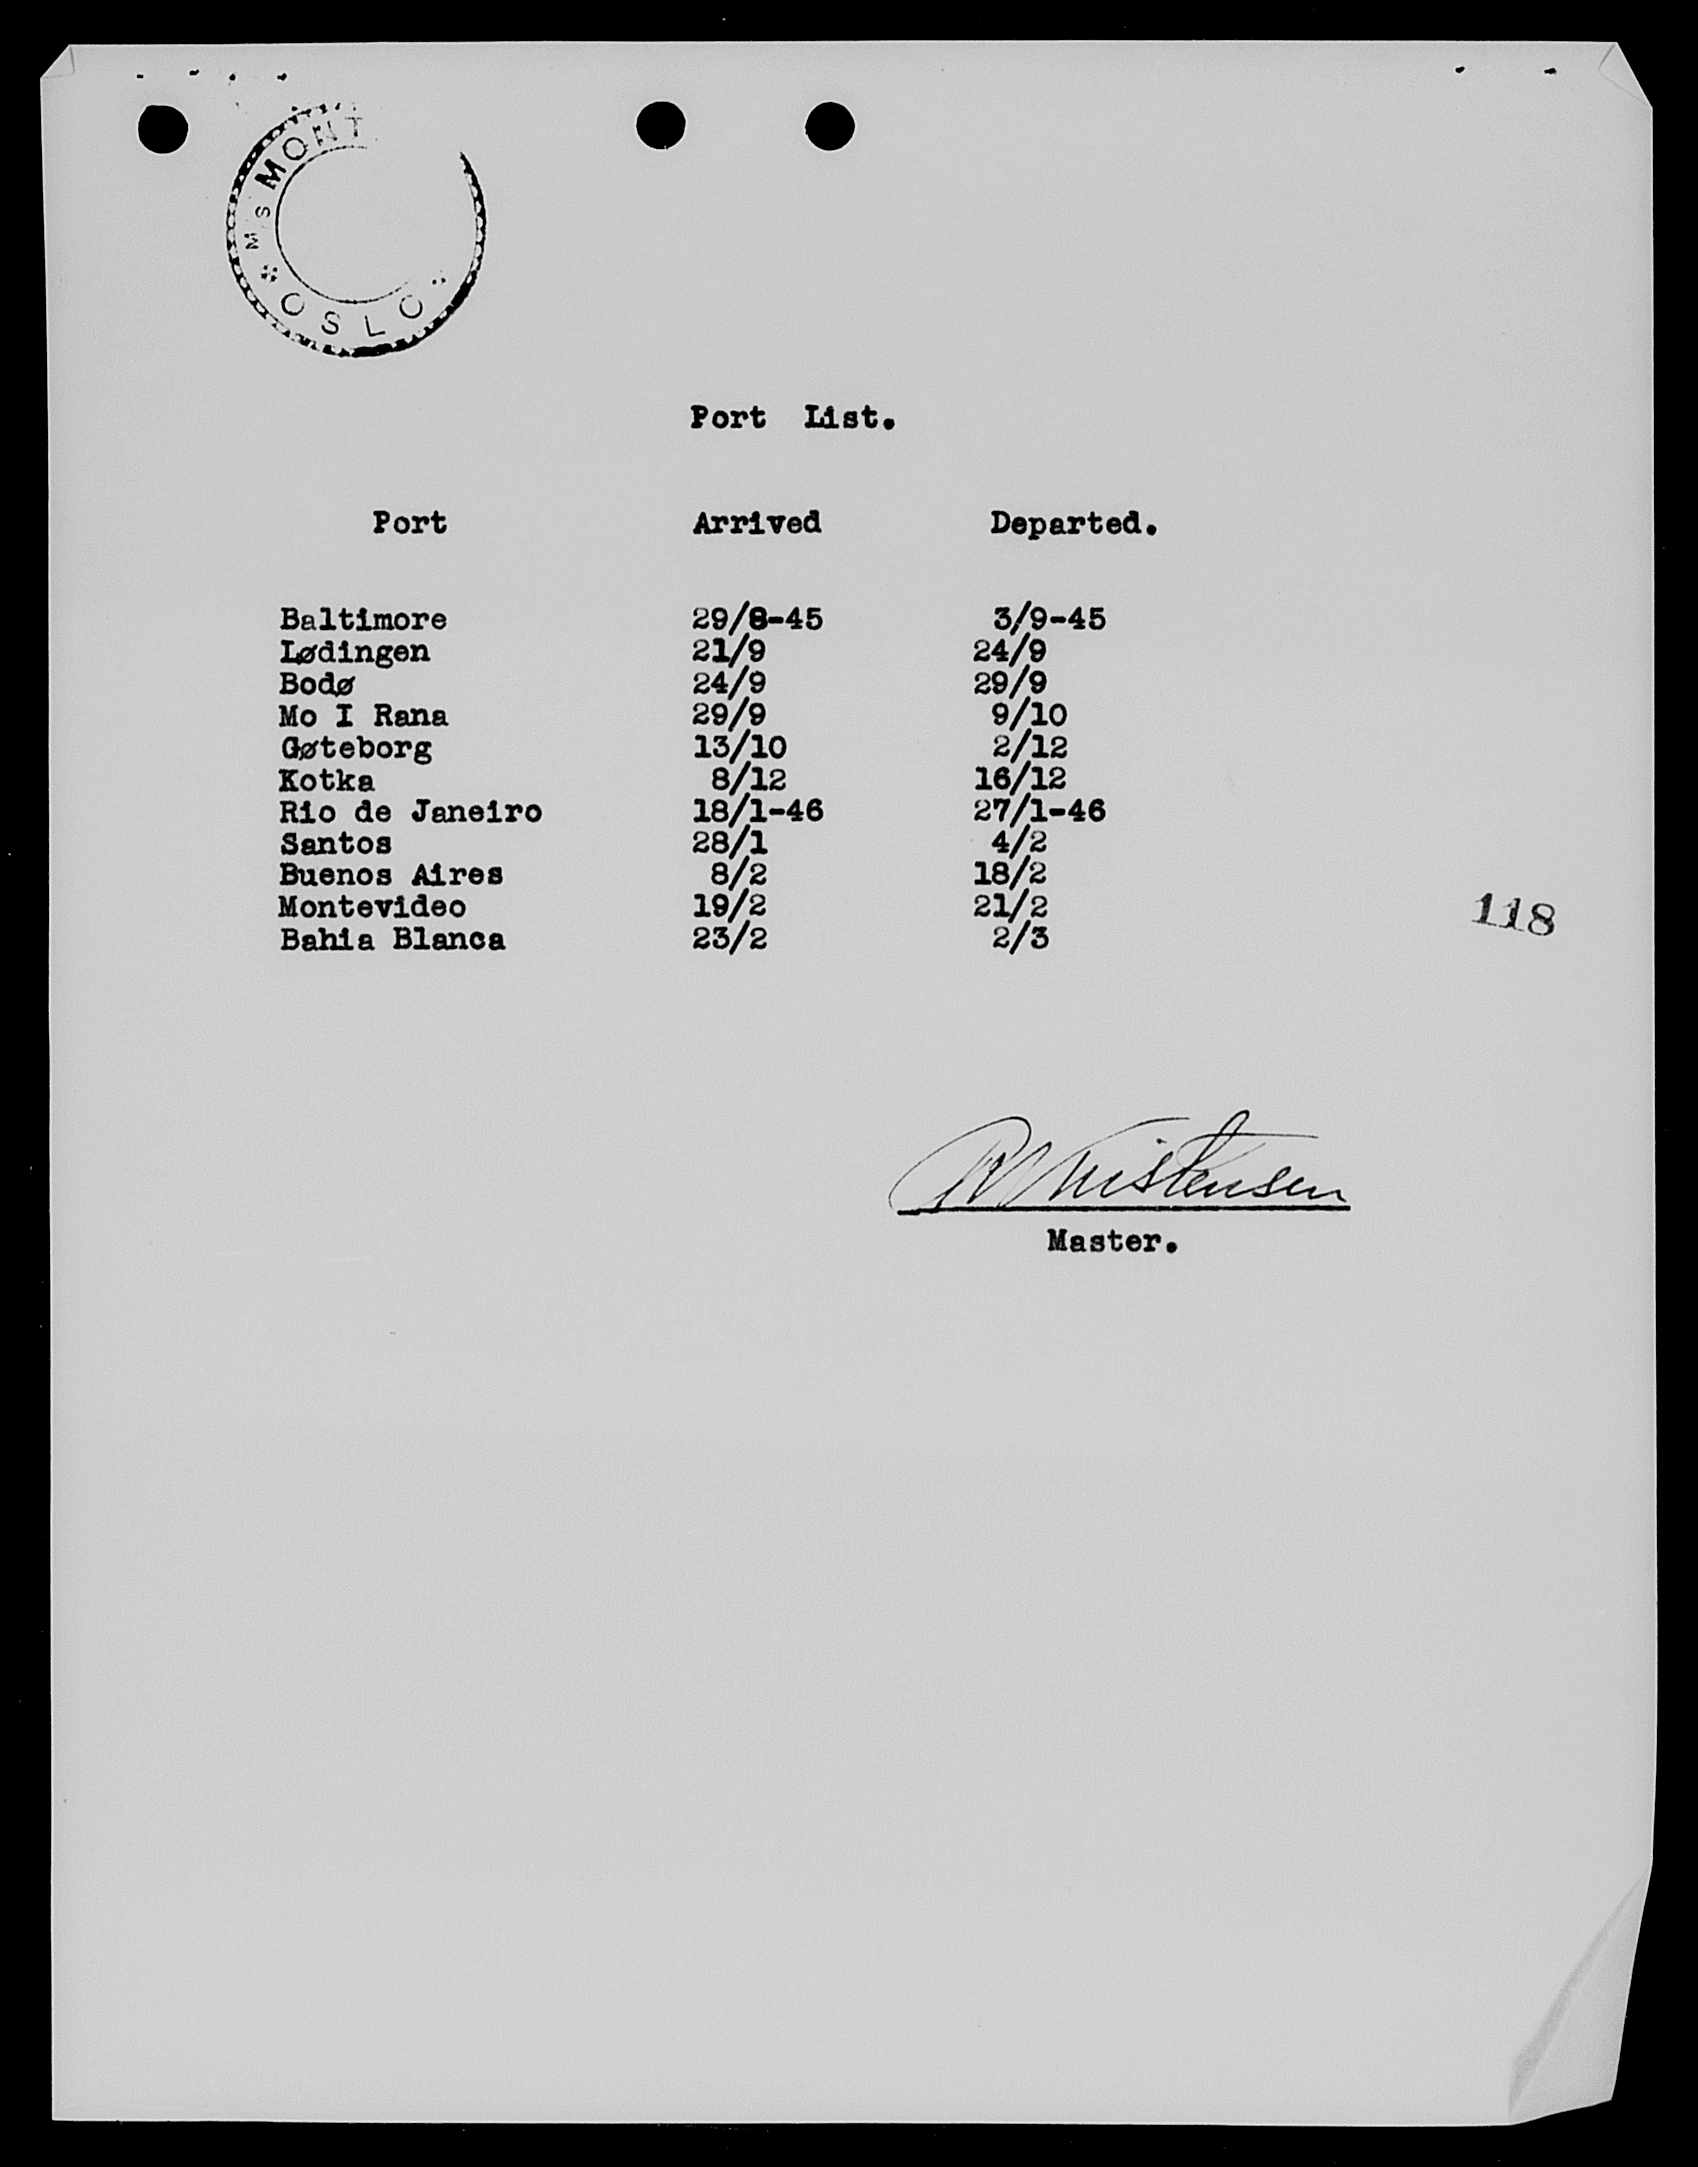 M/S MONT
* OSLO *
Port List.
Port Arrived Departed.
Baltimore 29/8-45 3/9-45
Lødingen 21/9 24/9
Bodø 24/9 29/9
Mo I Rana 29/9 9/10
Gøteborg 13/10 2/12
Kotka 8/12 16/12
Rio de Janeiro 18/1-46 27/1-46
Santos 28/1 4/2
Buenos Aires 8/2 18/2
Montevideo 19/2 21/2
118
Bahia Blanca 23/2 2/3
Master.